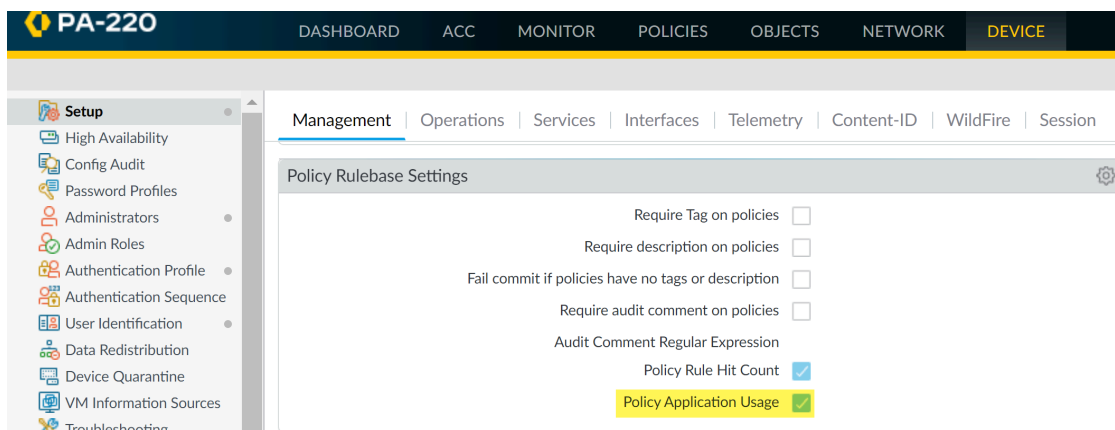 PA-220
DASHBOARD ACC MONITOR POLICIES OBJECTS NETWORK DEVICE
Setup
High Availability
Config Audit
Password Profiles
Administrators
Admin Roles
Authentication Profile
Authentication Sequence
User Identification
Data Redistribution
Device Quarantine
VM Information Sources
Troubleshooting
Management | Operations | Services | Interfaces | Telemetry | Content-ID | WildFire | Session
Policy Rulebase Settings
Require Tag on policies
Require description on policies
Fail commit if policies have no tags or description
Require audit comment on policies
Audit Comment Regular Expression
Policy Rule Hit Count
Policy Application Usage